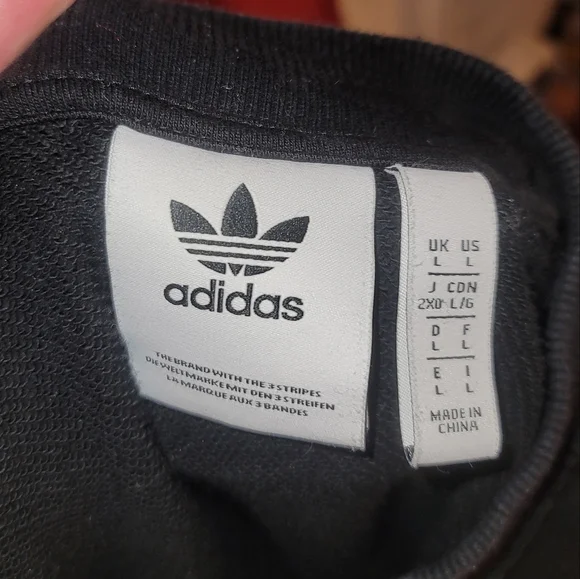 adidas
THE BRAND WITH THE 3 STRIPES
DIE WELTMARKE MIT DEN 3 STREIFEN
LA MARQUE AUX 3 BANDES
UK US
L L
J CDN
2XO L/G
D F
L L
E I
L L
MADE IN
CHINA